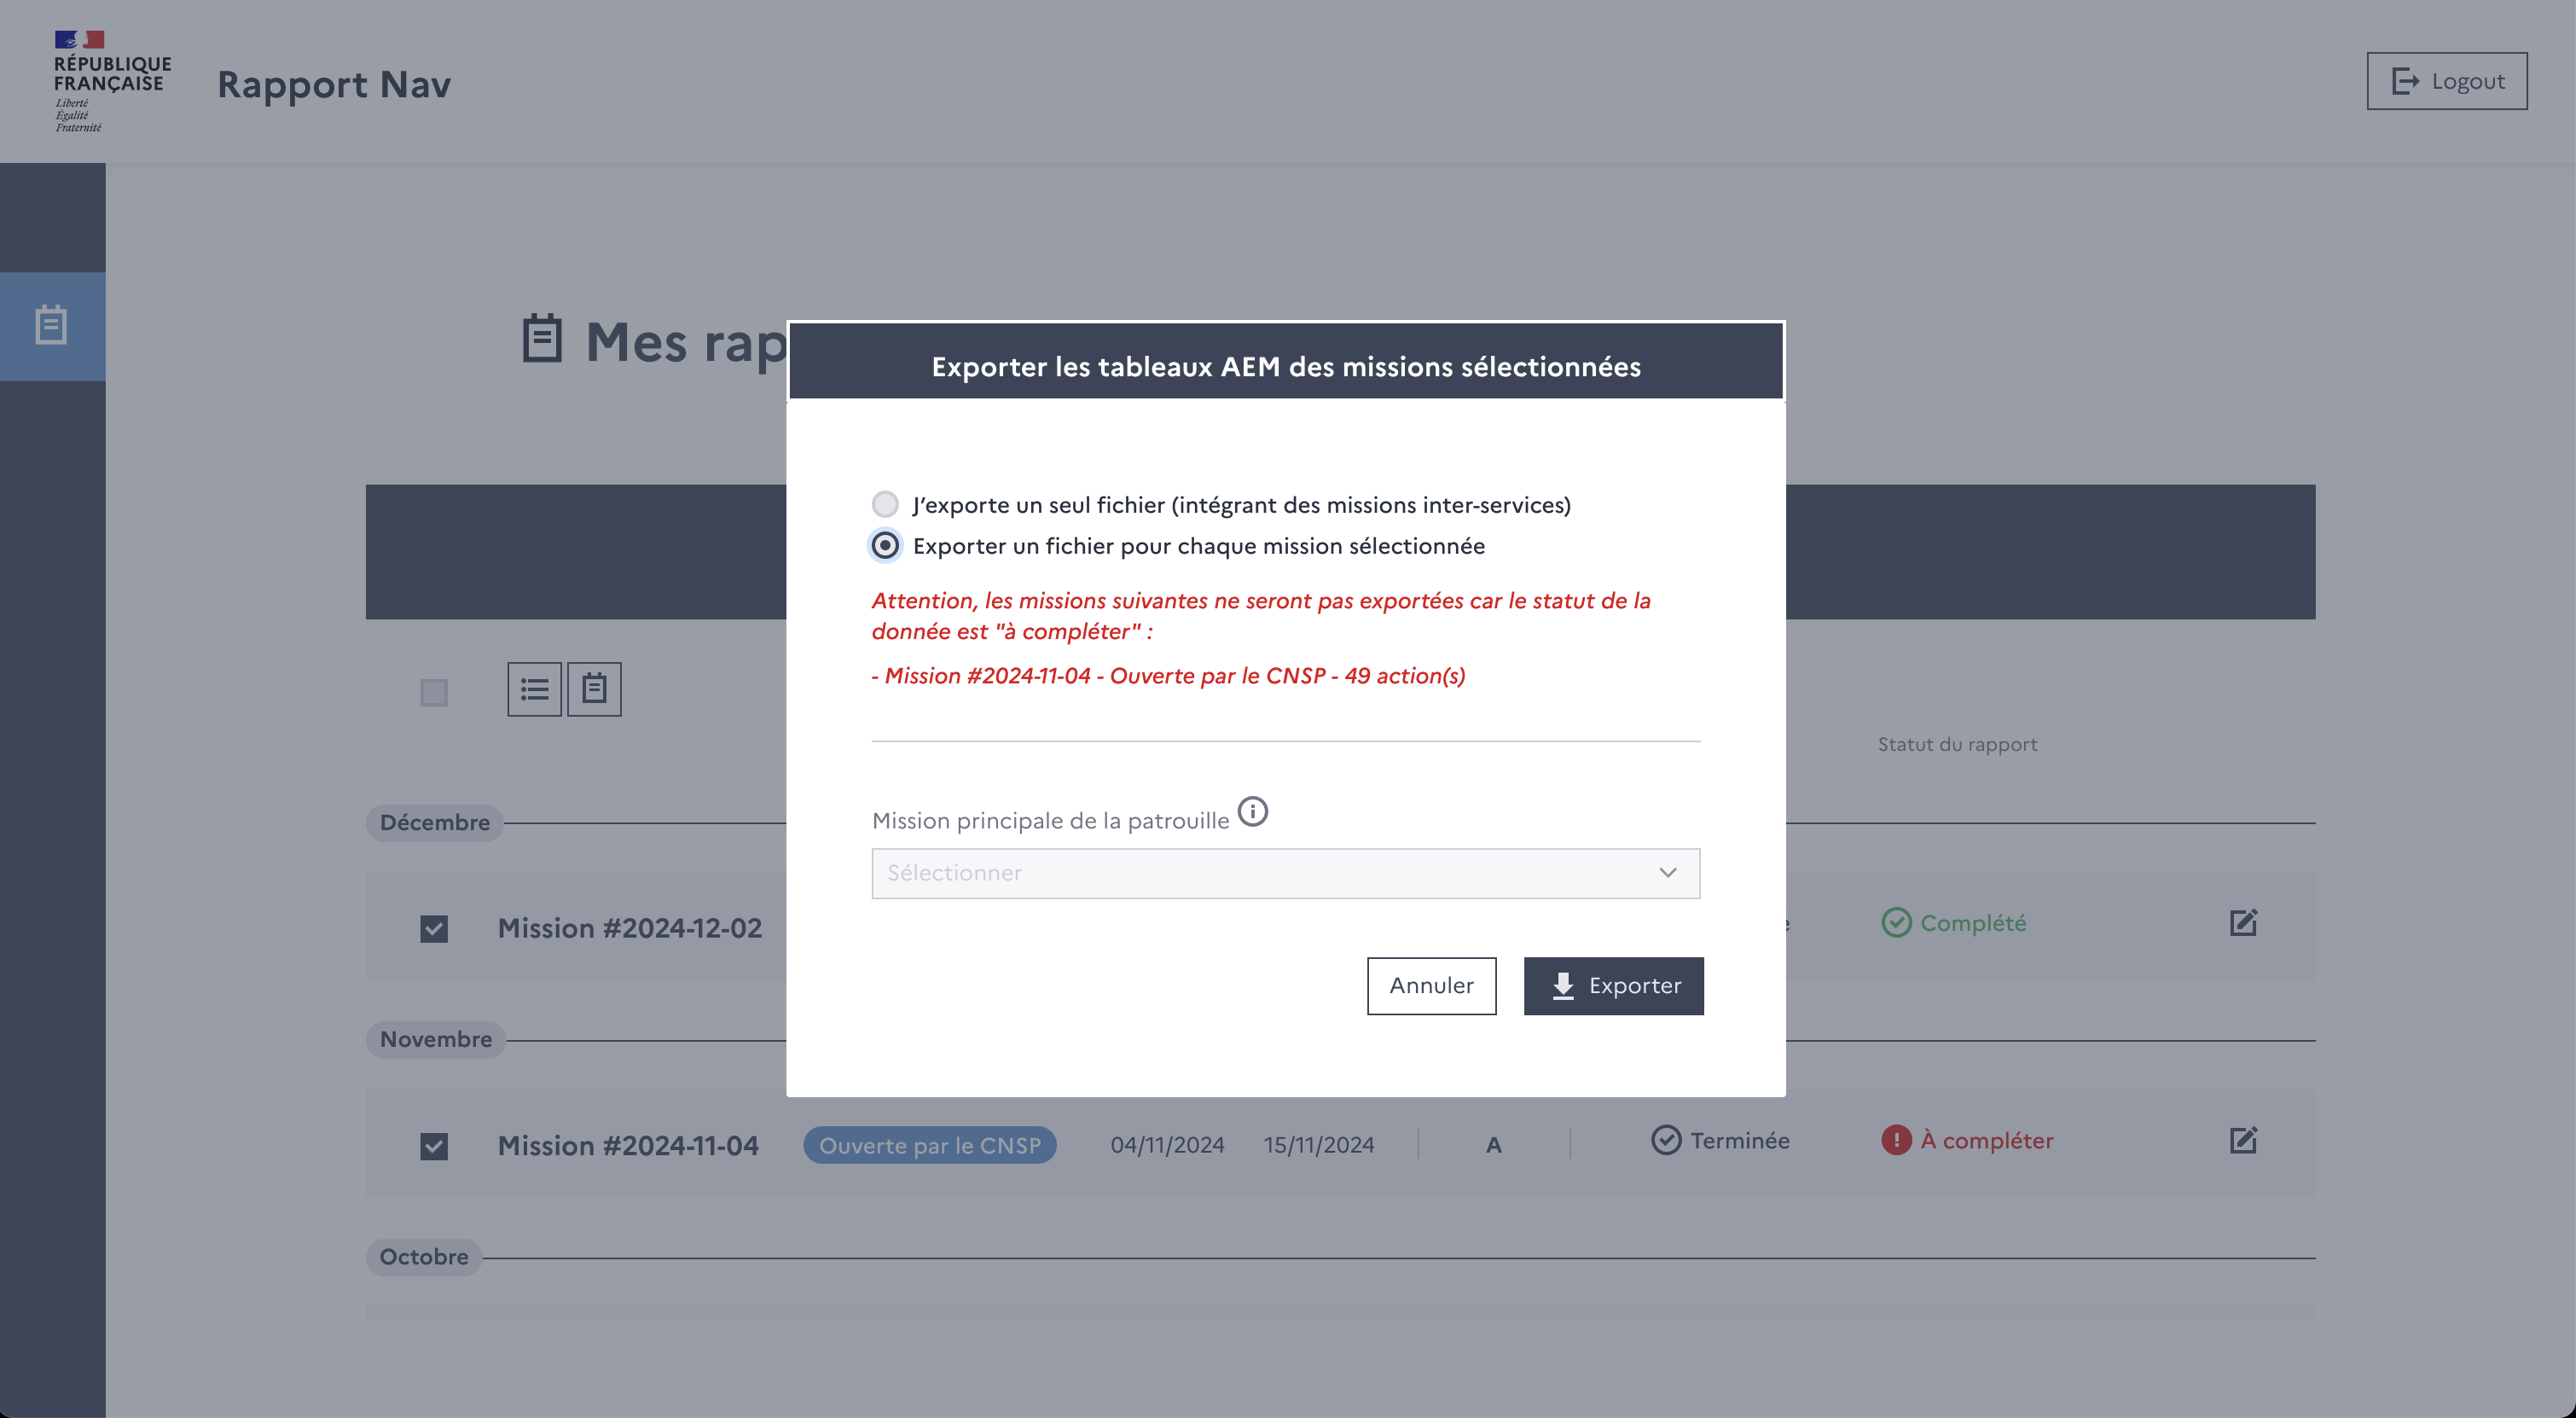 RÉPUBLIQUE
FRANÇAISE
Liberté
Égalité
Fraternité
Rapport Nav
Logout
Mes rap
Exporter les tableaux AEM des missions sélectionnées
J’exporte un seul fichier (intégrant des missions inter-services)
Exporter un fichier pour chaque mission sélectionnée
Attention, les missions suivantes ne seront pas exportées car le statut de la
donnée est "à compléter" :
- Mission #2024-11-04 - Ouverte par le CNSP - 49 action(s)
Statut du rapport
Mission principale de la patrouille
Sélectionner
Annuler
Exporter
Décembre
Mission #2024-12-02
Complété
Novembre
Mission #2024-11-04
Ouverte par le CNSP
04/11/2024
15/11/2024
A
Terminée
À compléter
Octobre